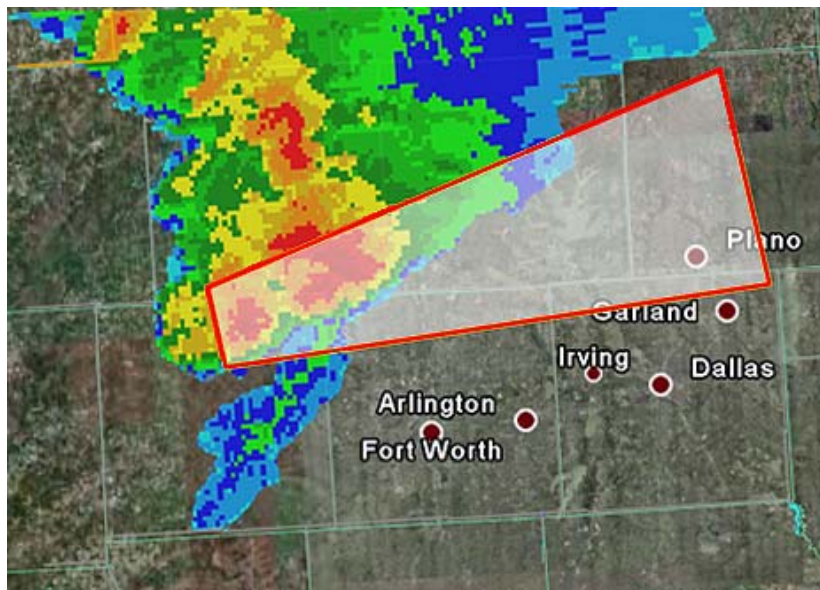 Plano
Garland
Irving
Dallas
Arlington
Fort Worth